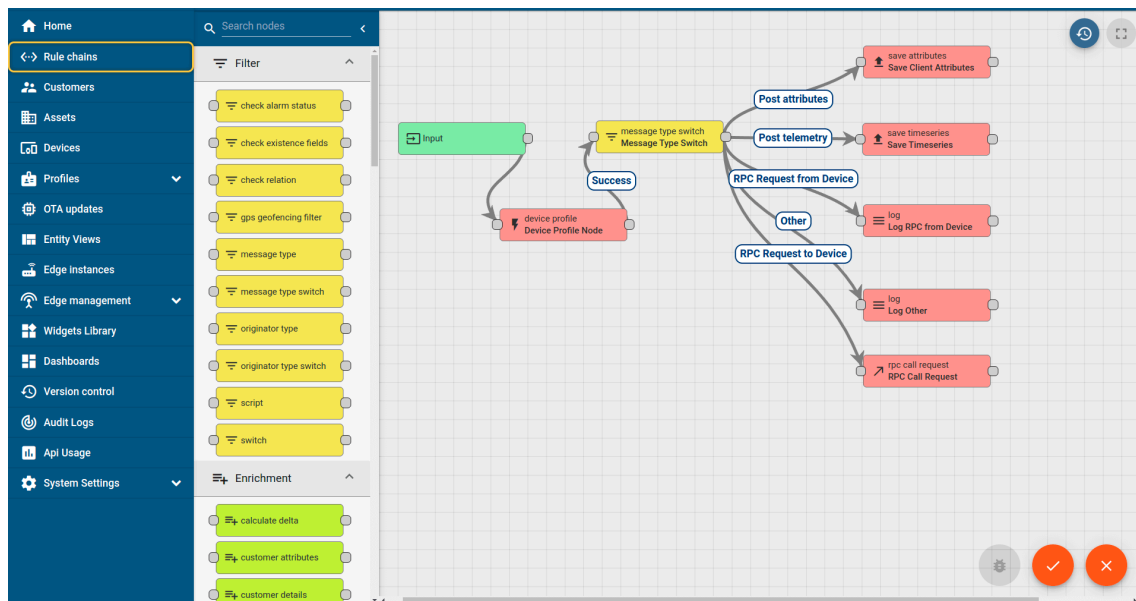 Home
Rule chains
Customers
Assets
Devices
Profiles
OTA updates
Entity Views
Edge instances
Edge management
Widgets Library
Dashboards
Version control
Audit Logs
Api Usage
System Settings
Search nodes
Filter
check alarm status
check existence fields
check relation
gps geofencing filter
message type
message type switch
originator type
originator type switch
script
switch
Enrichment
calculate delta
customer attributes
customer details
Input
device profile
Device Profile Node
Success
message type switch
Message Type Switch
Post attributes
Post telemetry
RPC Request from Device
Other
RPC Request to Device
save attributes
Save Client Attributes
save timeseries
Save Timeseries
log
Log RPC from Device
log
Log Other
rpc call request
RPC Call Request